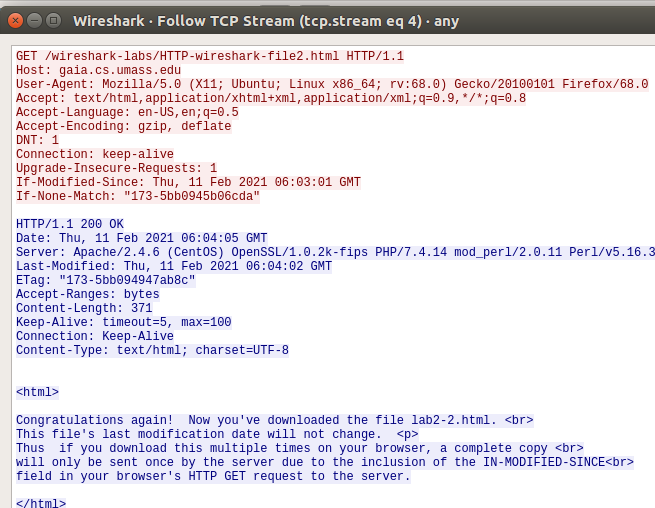 Wireshark · Follow TCP Stream (tcp.stream eq 4) · any
GET /wireshark-labs/HTTP-wireshark-file2.html HTTP/1.1
Host: gaia.cs.umass.edu
User-Agent: Mozilla/5.0 (X11; Ubuntu; Linux x86_64; rv:68.0) Gecko/20100101 Firefox/68.0
Accept: text/html,application/xhtml+xml,application/xml;q=0.9,*/*;q=0.8
Accept-Language: en-US,en;q=0.5
Accept-Encoding: gzip, deflate
DNT: 1
Connection: keep-alive
Upgrade-Insecure-Requests: 1
If-Modified-Since: Thu, 11 Feb 2021 06:03:01 GMT
If-None-Match: "173-5bb0945b06cda"
HTTP/1.1 200 OK
Date: Thu, 11 Feb 2021 06:04:05 GMT
Server: Apache/2.4.6 (CentOS) OpenSSL/1.0.2k-fips PHP/7.4.14 mod_perl/2.0.11 Perl/v5.16.3
Last-Modified: Thu, 11 Feb 2021 06:04:02 GMT
ETag: "173-5bb094947ab8c"
Accept-Ranges: bytes
Content-Length: 371
Keep-Alive: timeout=5, max=100
Connection: Keep-Alive
Content-Type: text/html; charset=UTF-8
<html>
Congratulations again!  Now you've downloaded the file lab2-2.html. <br>
This file's last modification date will not change.  <p>
Thus  if you download this multiple times on your browser, a complete copy <br>
will only be sent once by the server due to the inclusion of the IN-MODIFIED-SINCE<br>
field in your browser's HTTP GET request to the server.
</html>